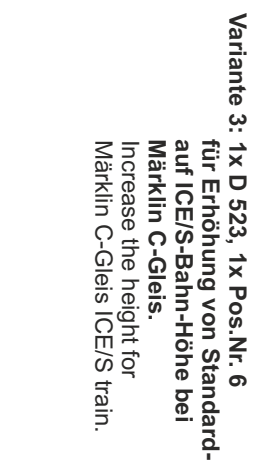 Variante 3: 1x D 523, 1x Pos.Nr. 6
für Erhöhung von Standard-
auf ICE/S-Bahn-Höhe bei
Märklin C-Gleis.
Increase the height for
Märklin C-Gleis ICE/S train.